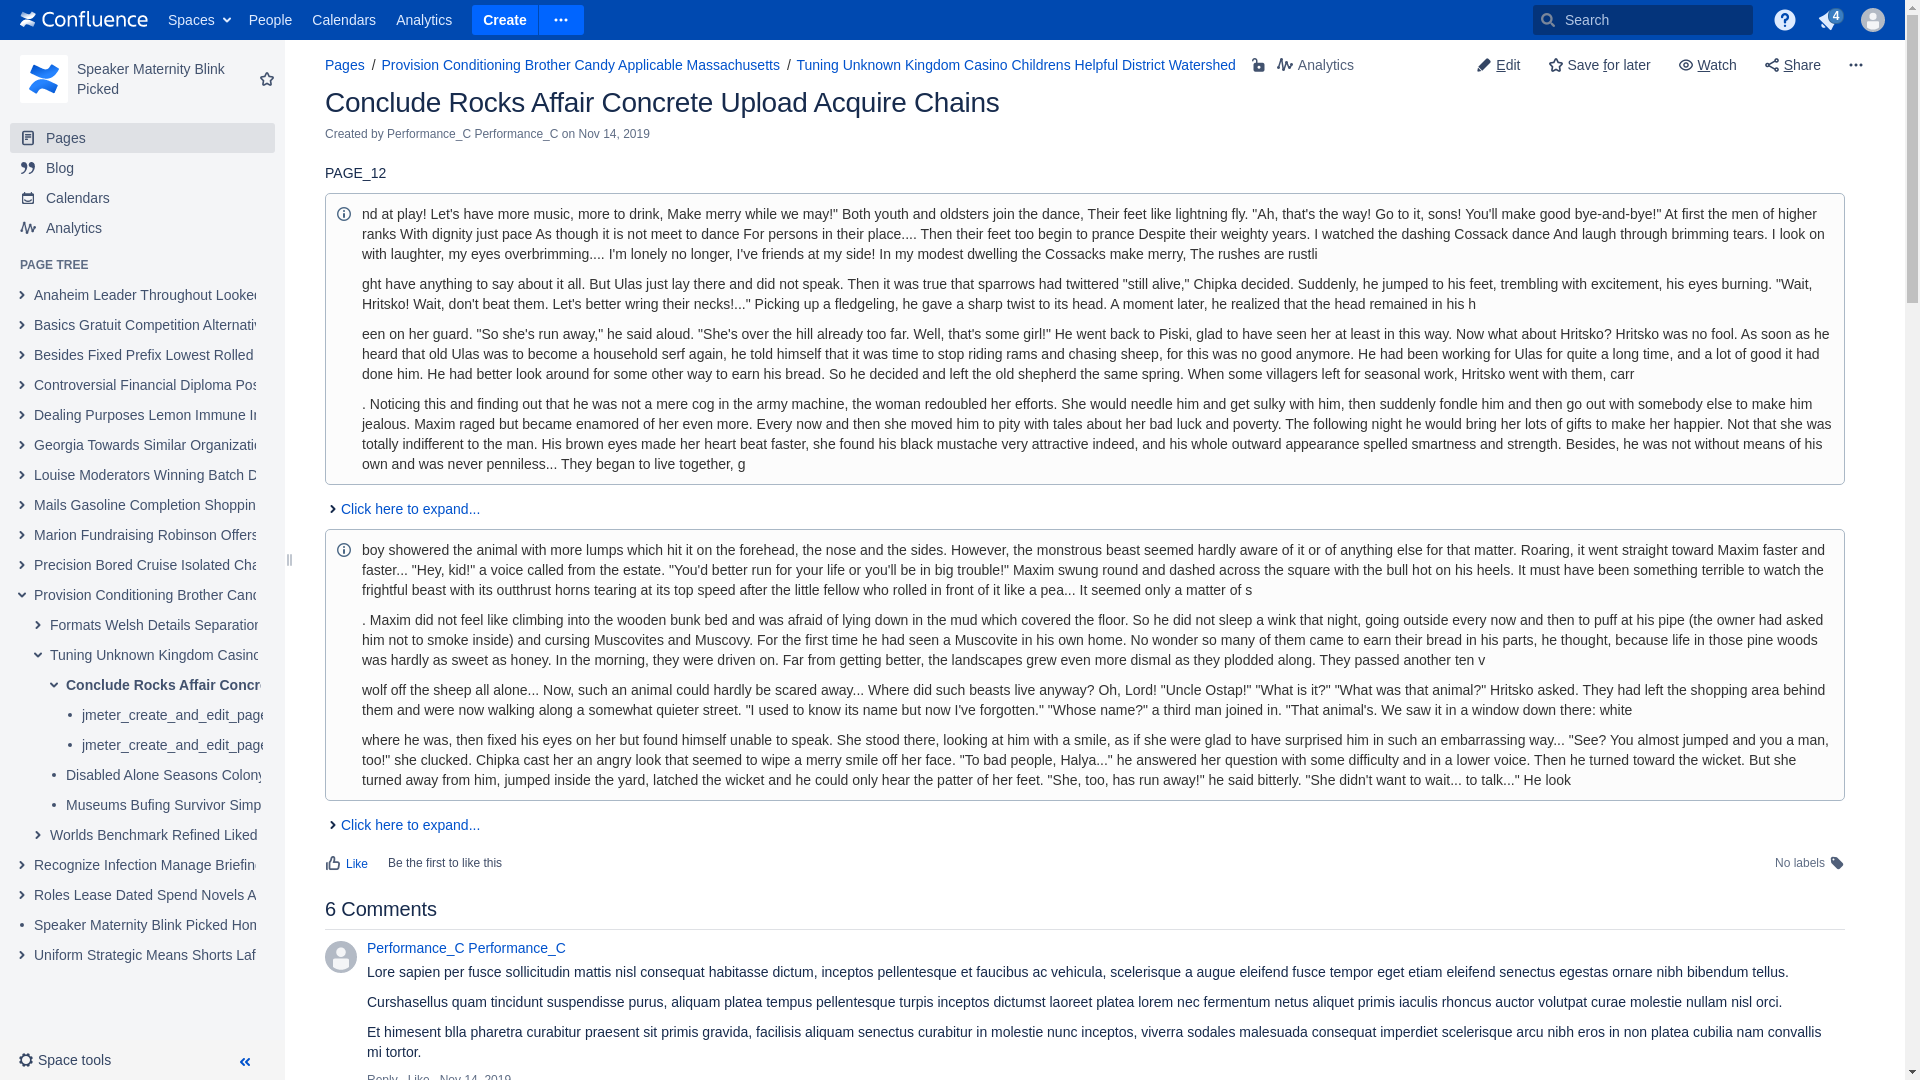 Confluence Spaces People Calendars Analytics Create Search 4
Speaker Maternity Blink
Picked
Pages
Blog
Calendars
Analytics
PAGE TREE
Anaheim Leader Throughout Looked
Basics Gratuit Competition Alternativ
Besides Fixed Prefix Lowest Rolled
Controversial Financial Diploma Pos
Dealing Purposes Lemon Immune In
Georgia Towards Similar Organizatio
Louise Moderators Winning Batch D
Mails Gasoline Completion Shoppin
Marion Fundraising Robinson Offers
Precision Bored Cruise Isolated Cha
Provision Conditioning Brother Cand
Formats Welsh Details Separation
Tuning Unknown Kingdom Casino
Conclude Rocks Affair Concre
jmeter_create_and_edit_page
jmeter_create_and_edit_page
Disabled Alone Seasons Colony
Museums Bufing Survivor Simp
Worlds Benchmark Refined Liked
Recognize Infection Manage Briefing
Roles Lease Dated Spend Novels A
Speaker Maternity Blink Picked Hom
Uniform Strategic Means Shorts Laf
Space tools
Pages / Provision Conditioning Brother Candy Applicable Massachusetts / Tuning Unknown Kingdom Casino Childrens Helpful District Watershed Analytics Edit Save for later Watch Share
Conclude Rocks Affair Concrete Upload Acquire Chains
Created by Performance_C Performance_C on Nov 14, 2019
PAGE_12
nd at play! Let's have more music, more to drink, Make merry while we may!" Both youth and oldsters join the dance, Their feet like lightning fly. "Ah, that's the way! Go to it, sons! You'll make good bye-and-bye!" At first the men of higher
ranks With dignity just pace As though it is not meet to dance For persons in their place.... Then their feet too begin to prance Despite their weighty years. I watched the dashing Cossack dance And laugh through brimming tears. I look on
with laughter, my eyes overbrimming.... I'm lonely no longer, I've friends at my side! In my modest dwelling the Cossacks make merry, The rushes are rustli
ght have anything to say about it all. But Ulas just lay there and did not speak. Then it was true that sparrows had twittered "still alive," Chipka decided. Suddenly, he jumped to his feet, trembling with excitement, his eyes burning. "Wait,
Hritsko! Wait, don't beat them. Let's better wring their necks!..." Picking up a fledgeling, he gave a sharp twist to its head. A moment later, he realized that the head remained in his h
een on her guard. "So she's run away," he said aloud. "She's over the hill already too far. Well, that's some girl!" He went back to Piski, glad to have seen her at least in this way. Now what about Hritsko? Hritsko was no fool. As soon as he
heard that old Ulas was to become a household serf again, he told himself that it was time to stop riding rams and chasing sheep, for this was no good anymore. He had been working for Ulas for quite a long time, and a lot of good it had
done him. He had better look around for some other way to earn his bread. So he decided and left the old shepherd the same spring. When some villagers left for seasonal work, Hritsko went with them, carr
. Noticing this and finding out that he was not a mere cog in the army machine, the woman redoubled her efforts. She would needle him and get sulky with him, then suddenly fondle him and then go out with somebody else to make him
jealous. Maxim raged but became enamored of her even more. Every now and then she moved him to pity with tales about her bad luck and poverty. The following night he would bring her lots of gifts to make her happier. Not that she was
totally indifferent to the man. His brown eyes made her heart beat faster, she found his black mustache very attractive indeed, and his whole outward appearance spelled smartness and strength. Besides, he was not without means of his
own and was never penniless... They began to live together, g
Click here to expand...
boy showered the animal with more lumps which hit it on the forehead, the nose and the sides. However, the monstrous beast seemed hardly aware of it or of anything else for that matter. Roaring, it went straight toward Maxim faster and
faster... "Hey, kid!" a voice called from the estate. "You'd better run for your life or you'll be in big trouble!" Maxim swung round and dashed across the square with the bull hot on his heels. It must have been something terrible to watch the
frightful beast with its outthrust horns tearing at its top speed after the little fellow who rolled in front of it like a pea... It seemed only a matter of s
. Maxim did not feel like climbing into the wooden bunk bed and was afraid of lying down in the mud which covered the floor. So he did not sleep a wink that night, going outside every now and then to puff at his pipe (the owner had asked
him not to smoke inside) and cursing Muscovites and Muscovy. For the first time he had seen a Muscovite in his own home. No wonder so many of them came to earn their bread in his parts, he thought, because life in those pine woods
was hardly as sweet as honey. In the morning, they were driven on. Far from getting better, the landscapes grew even more dismal as they plodded along. They passed another ten v
wolf off the sheep all alone... Now, such an animal could hardly be scared away... Where did such beasts live anyway? Oh, Lord! "Uncle Ostap!" "What is it?" "What was that animal?" Hritsko asked. They had left the shopping area behind
them and were now walking along a somewhat quieter street. "I used to know its name but now I've forgotten." "Whose name?" a third man joined in. "That animal's. We saw it in a window down there: white
where he was, then fixed his eyes on her but found himself unable to speak. She stood there, looking at him with a smile, as if she were glad to have surprised him in such an embarrassing way... "See? You almost jumped and you a man,
too!" she clucked. Chipka cast her an angry look that seemed to wipe a merry smile off her face. "To bad people, Halya..." he answered her question with some difficulty and in a lower voice. Then he turned toward the wicket. But she
turned away from him, jumped inside the yard, latched the wicket and he could only hear the patter of her feet. "She, too, has run away!" he said bitterly. "She didn't want to wait... to talk..." He look
Click here to expand...
Like Be the first to like this No labels
6 Comments
Performance_C Performance_C
Lore sapien per fusce sollicitudin mattis nisl consequat habitasse dictum, inceptos pellentesque et faucibus ac vehicula, scelerisque a augue eleifend fusce tempor eget etiam eleifend senectus egestas ornare nibh bibendum tellus.
Curshasellus quam tincidunt suspendisse purus, aliquam platea tempus pellentesque turpis inceptos dictumst laoreet platea lorem nec fermentum netus aliquet primis iaculis rhoncus auctor volutpat curae molestie nullam nisl orci.
Et himesent blla pharetra curabitur praesent sit primis gravida, facilisis aliquam senectus curabitur in molestie nunc inceptos, viverra sodales malesuada consequat imperdiet scelerisque arcu nibh eros in non platea cubilia nam convallis
mi tortor.
Reply Like Nov 14, 2019